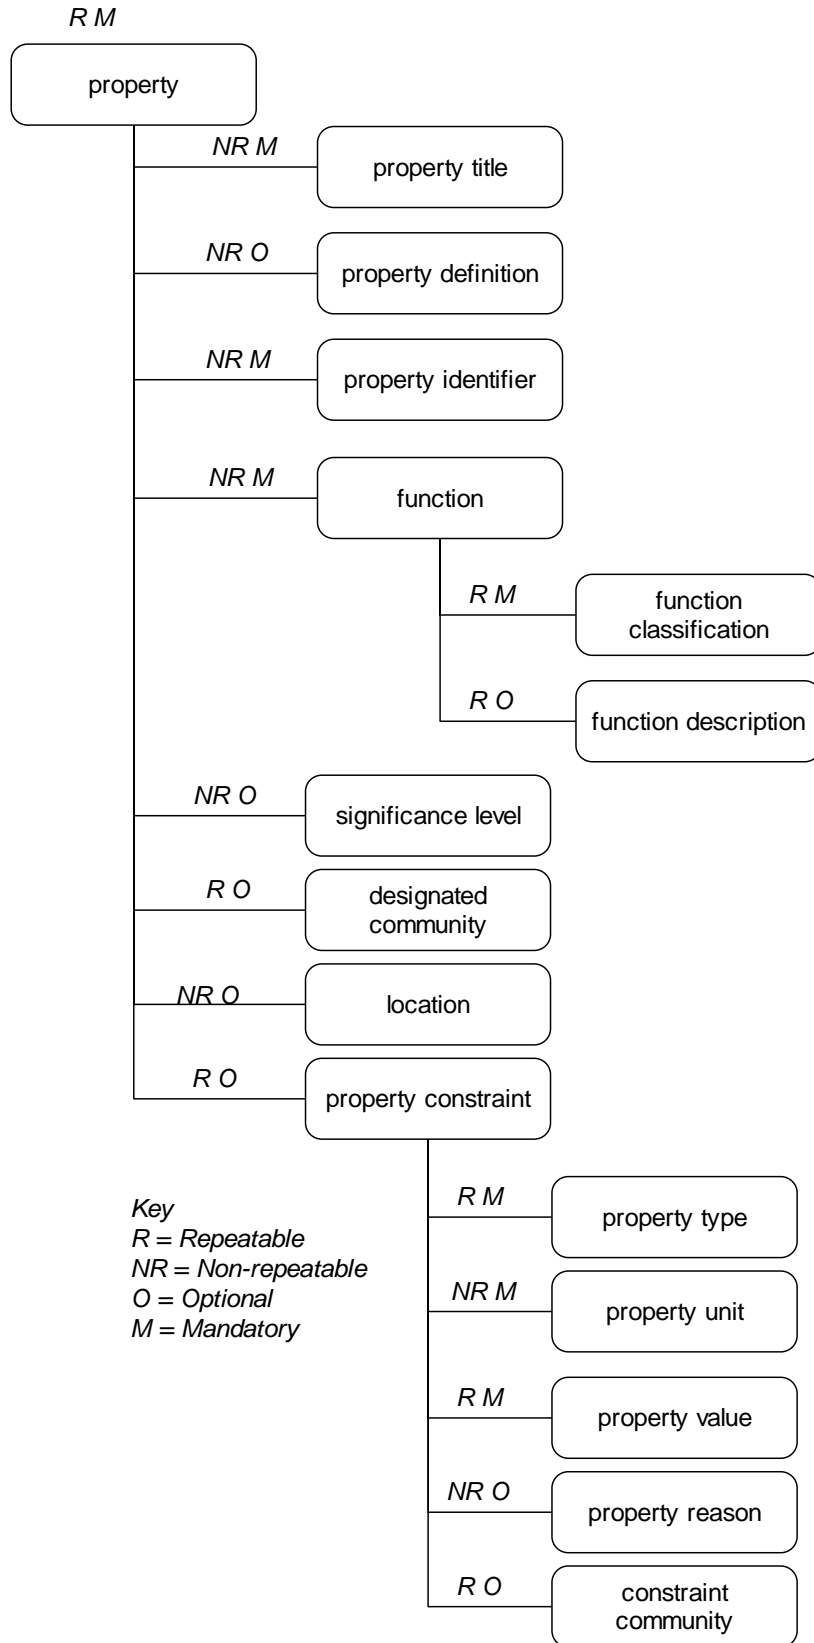 R M
property
NR M
property title
NR O
property definition
NR M
property identifier
NR M
function
R M
function
classification
R O
function description
NR O
significance level
R O
designated
community
NR O
location
R O
property constraint
Key
R = Repeatable
NR = Non-repeatable
O = Optional
M = Mandatory
R M
property type
NR M
property unit
R M
property value
NR O
property reason
R O
constraint
community